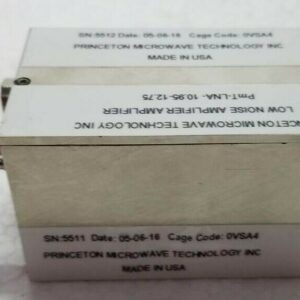 SN:5512 Date: 05-06-16 Cage Code: 0VSA4
PRINCETON MICROWAVE TECHNOLOGY INC
MADE IN USA
PmT-LNA- 10.95-12.75
LOW NOISE AMPLIFIER AMPLIFIER
NCETON MICROWAVE TECHNOLOGY INC
SN:5511 Date: 05-06-16 Cage Code: 0VSA4
PRINCETON MICROWAVE TECHNOLOGY INC
MADE IN USA